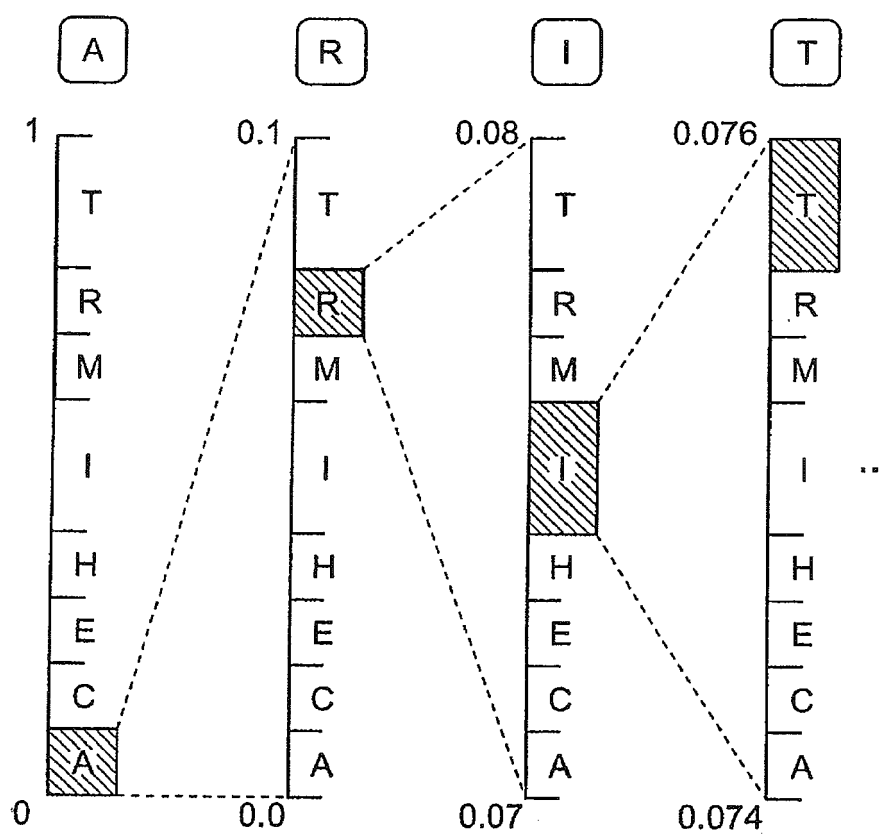 A R I T
1 0.1 0.08 0.076
T T T T
R R R R
M M M M
I I I I ..
H H H H
E E E E
C C C C
A A A A
0 0.0 0.07 0.074